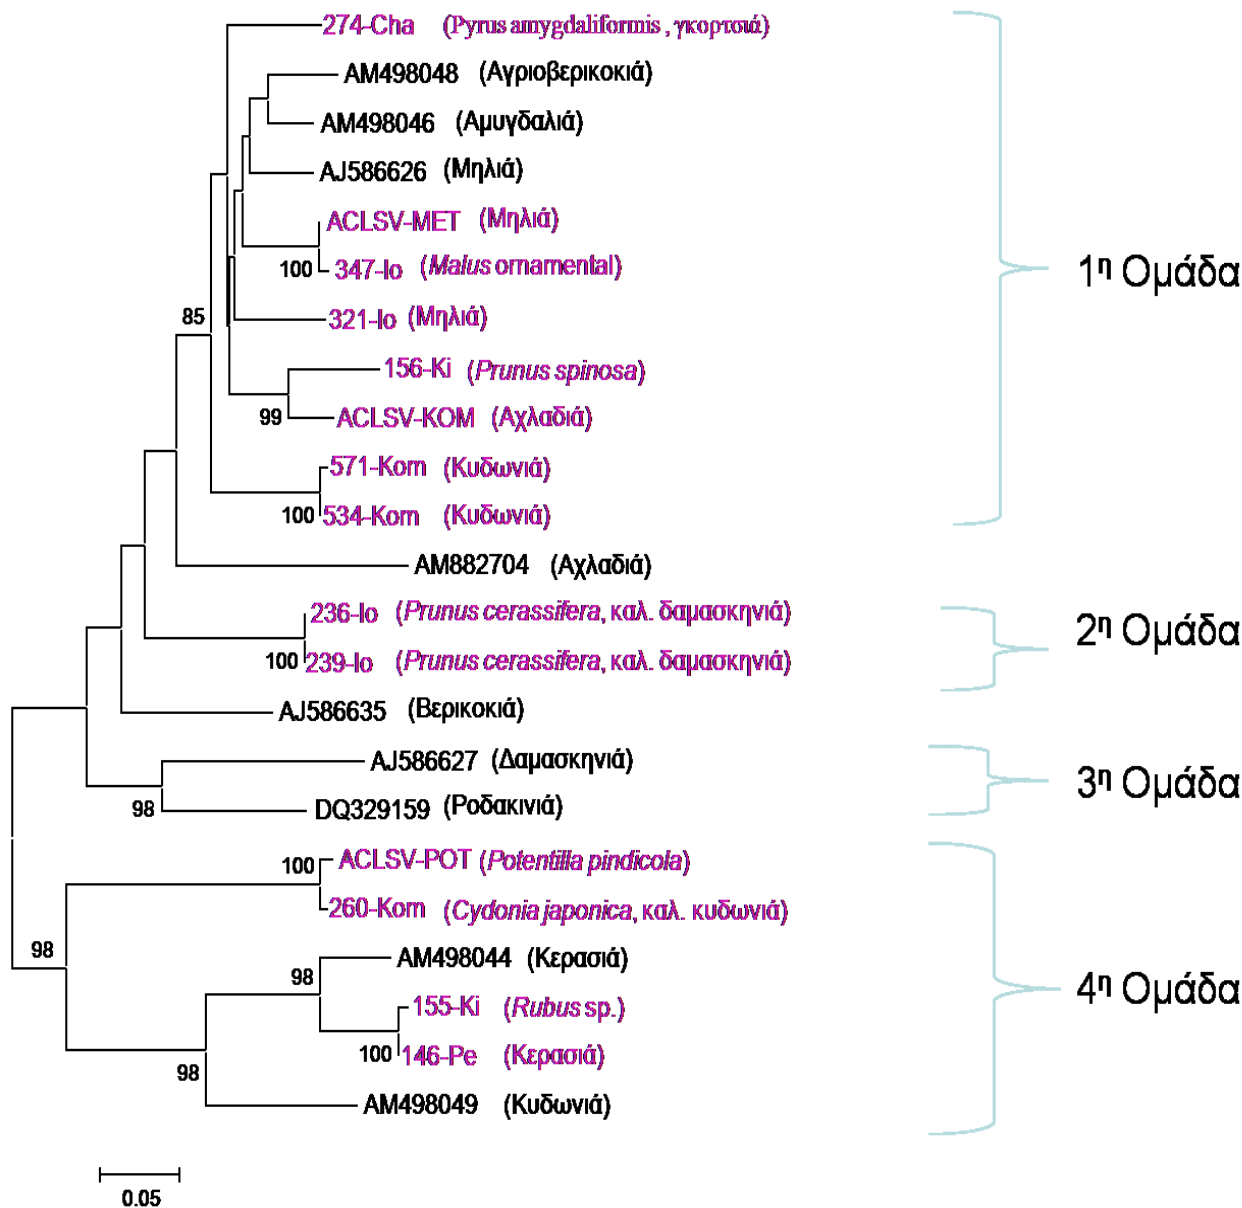 274-Cha (Pyrus amygdaliformis , γκορτσιά)
AM498048 (Αγριοβερικοκιά)
AM498046 (Αμυγδαλιά)
AJ586626 (Μηλιά)
ACLSV-MET (Μηλιά)
100 347-Io (Malus ornamental)
1η Ομάδα
85 321-Io (Μηλιά)
156-Ki (Prunus spinosa)
99 ACLSV-KOM (Αχλαδιά)
571-Kom (Κυδωνιά)
100 534-Kom (Κυδωνιά)
AM882704 (Αχλαδιά)
236-Io (Prunus cerassifera, καλ. δαμασκηνιά)
2η Ομάδα
100 239-Io (Prunus cerassifera, καλ. δαμασκηνιά)
AJ586635 (Βερικοκιά)
AJ586627 (Δαμασκηνιά)
3η Ομάδα
98 DQ329159 (Ροδακινιά)
100 ACLSV-POT (Potentilla pindicola)
260-Kom (Cydonia japonica, καλ. κυδωνιά)
98
AM498044 (Κερασιά)
98
4η Ομάδα
155-Ki (Rubus sp.)
100 146-Pe (Κερασιά)
98
AM498049 (Κυδωνιά)
0.05